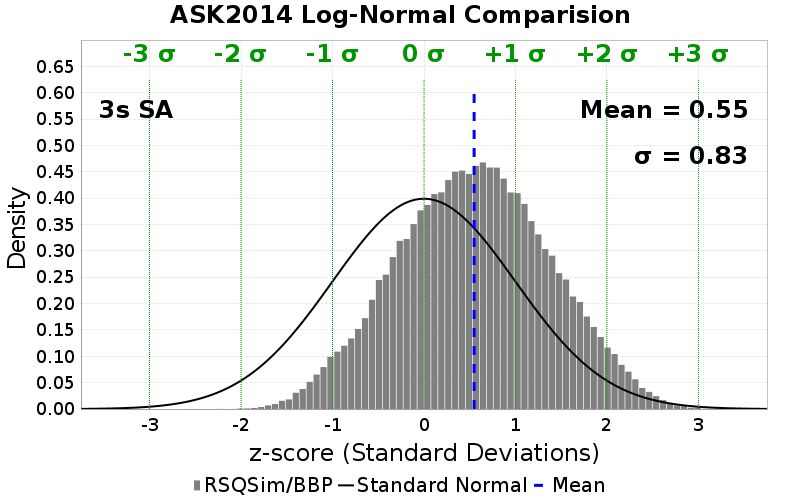 ASK2014 Log-Normal Comparision
-3 σ -2 σ -1 σ 0 σ +1 σ +2 σ +3 σ
3s SA
Mean = 0.55
σ = 0.83
Density
0.65
0.60
0.55
0.50
0.45
0.40
0.35
0.30
0.25
0.20
0.15
0.10
0.05
0.00
-3 -2 -1 0 1 2 3
z-score (Standard Deviations)
RSQSim/BBP Standard Normal Mean